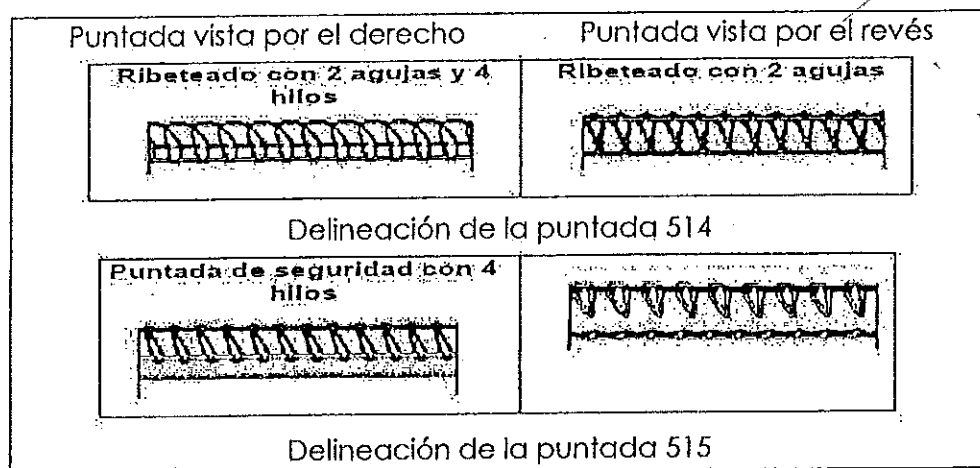 Puntada vista por el derecho
Puntada vista por el revés
Ribeteado con 2 agujas y 4
hilos
Ribeteado con 2 agujas
Delineación de la puntada 514
Puntada de seguridad con 4
hilos
Delineación de la puntada 515